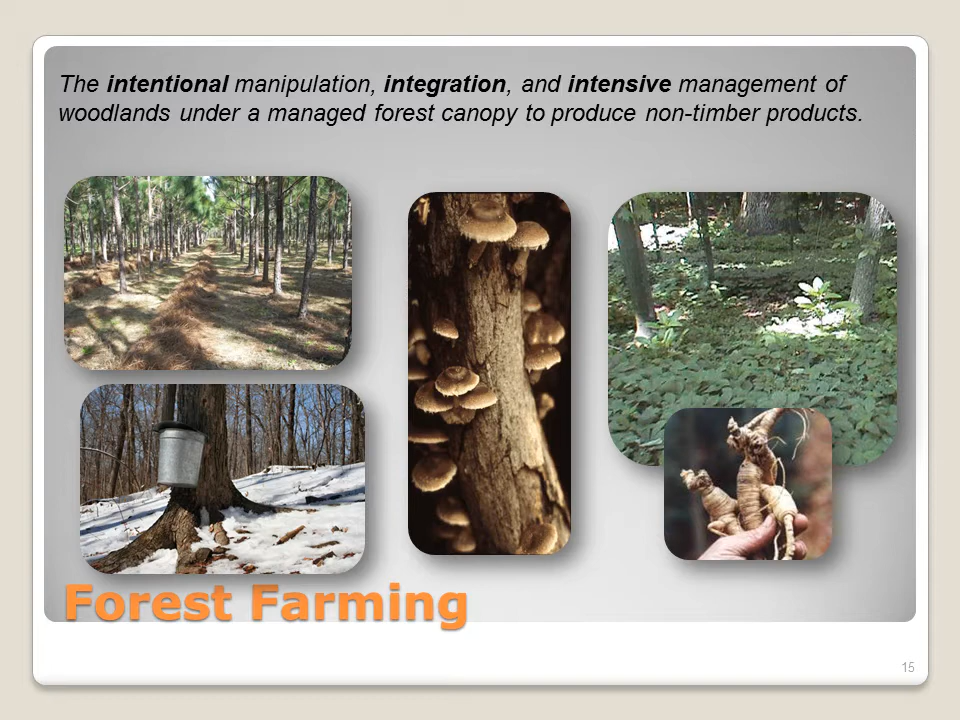 The intentional manipulation, integration, and intensive management of
woodlands under a managed forest canopy to produce non-timber products.
Forest Farming
15